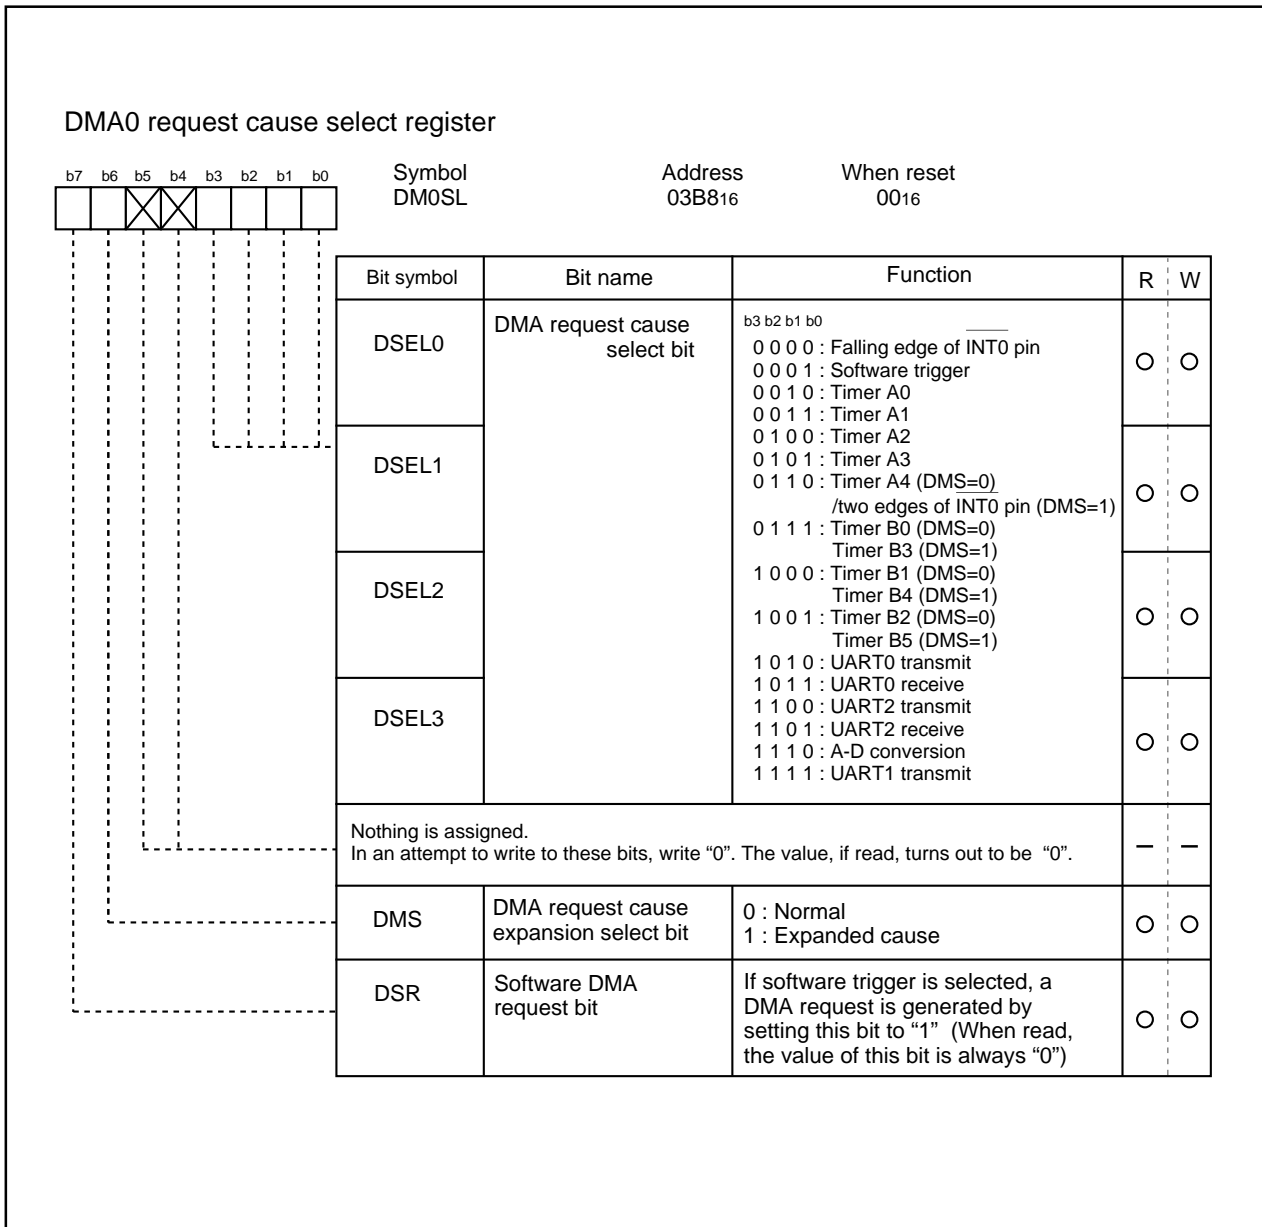 DMA0 request cause select register
b7 b6 b5 b4 b3 b2 b1 b0
Symbol Address When reset
DM0SL 03B816 0016
Bit symbol Bit name Function R W
DSEL0
DSEL1
DSEL2
DSEL3
DMA request cause
select bit
b3 b2 b1 b0
0 0 0 0 : Falling edge of INT0 pin
0 0 0 1 : Software trigger
0 0 1 0 : Timer A0
0 0 1 1 : Timer A1
0 1 0 0 : Timer A2
0 1 0 1 : Timer A3
0 1 1 0 : Timer A4 (DMS=0)
/two edges of INT0 pin (DMS=1)
0 1 1 1 : Timer B0 (DMS=0)
Timer B3 (DMS=1)
1 0 0 0 : Timer B1 (DMS=0)
Timer B4 (DMS=1)
1 0 0 1 : Timer B2 (DMS=0)
Timer B5 (DMS=1)
1 0 1 0 : UART0 transmit
1 0 1 1 : UART0 receive
1 1 0 0 : UART2 transmit
1 1 0 1 : UART2 receive
1 1 1 0 : A-D conversion
1 1 1 1 : UART1 transmit
Nothing is assigned.
In an attempt to write to these bits, write “0”. The value, if read, turns out to be “0”.
– –
DMS
DMA request cause
expansion select bit
0 : Normal
1 : Expanded cause
DSR
Software DMA
request bit
If software trigger is selected, a
DMA request is generated by
setting this bit to “1” (When read,
the value of this bit is always “0”)